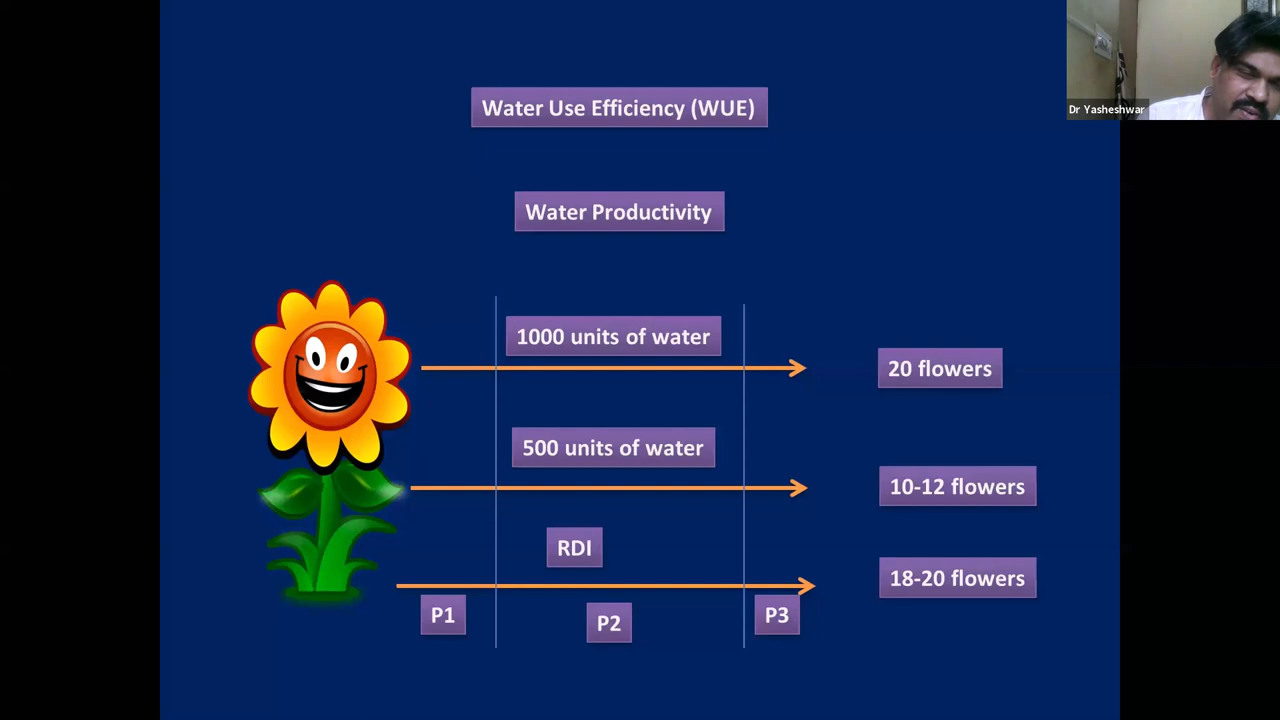 Dr Yasheshwar
Water Use Efficiency (WUE)
Water Productivity
1000 units of water
20 flowers
500 units of water
10-12 flowers
RDI
18-20 flowers
P1
P2
P3